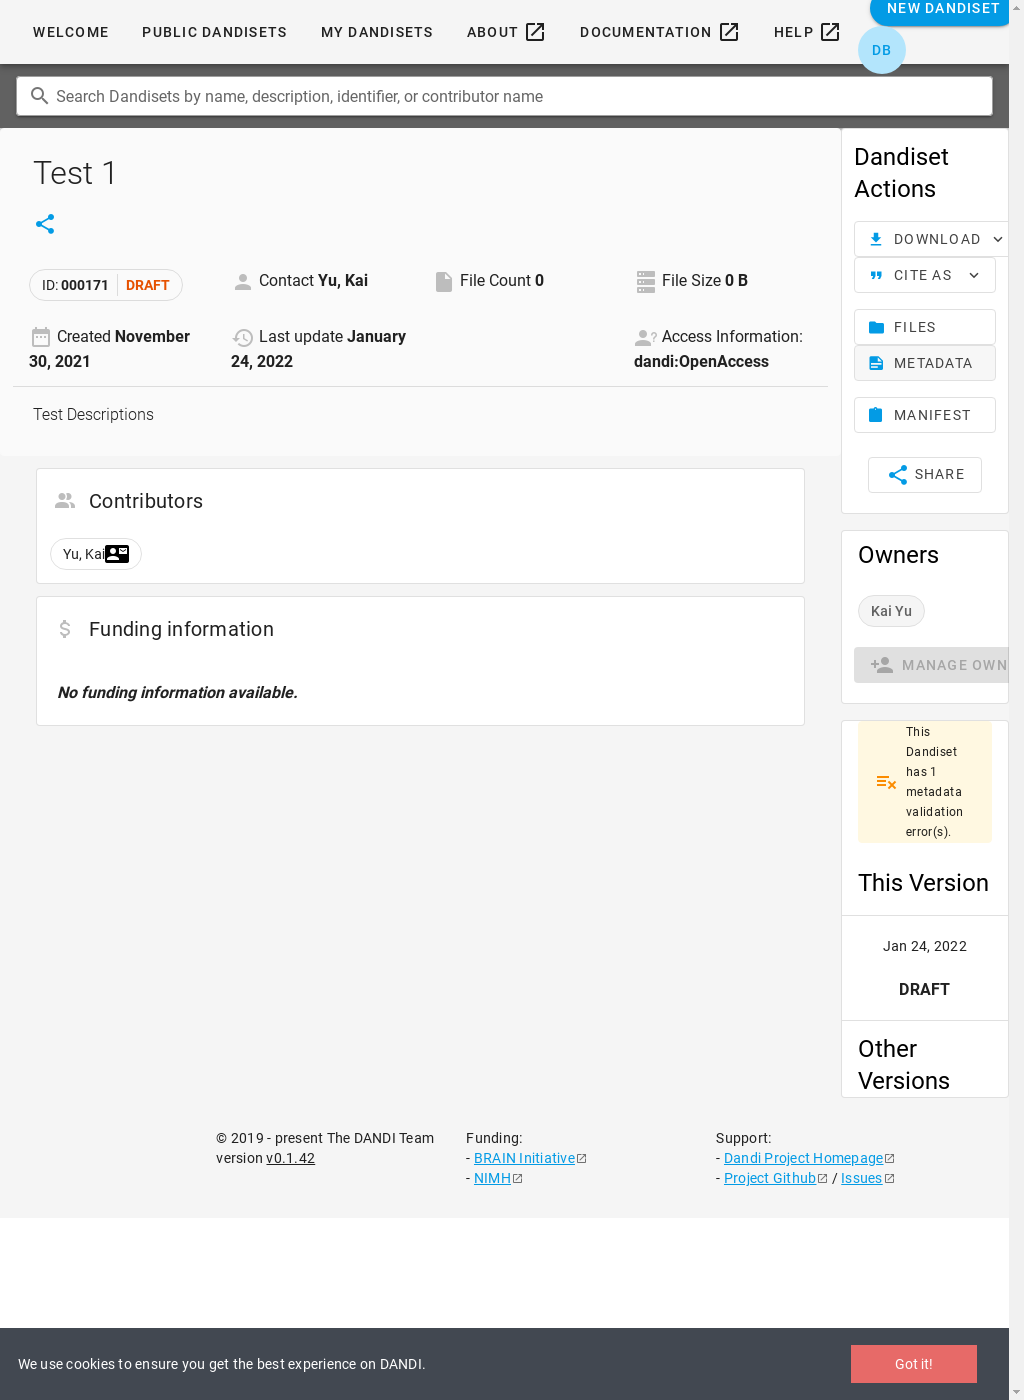 WELCOME PUBLIC DANDISETS MY DANDISETS ABOUT DOCUMENTATION HELP NEW DANDISET
DB
Search Dandisets by name, description, identifier, or contributor name
Test 1
ID: 000171 DRAFT
Contact Yu, Kai
File Count 0
File Size 0 B
Created November
30, 2021
Last update January
24, 2022
Access Information:
dandi:OpenAccess
Test Descriptions
Contributors
Yu, Kai
Funding information
No funding information available.
Dandiset
Actions
DOWNLOAD
CITE AS
FILES
METADATA
MANIFEST
SHARE
Owners
Kai Yu
MANAGE OWN
This
Dandiset
has 1
metadata
validation
error(s).
This Version
Jan 24, 2022
DRAFT
Other
Versions
© 2019 - present The DANDI Team
version v0.1.42
Funding:
- BRAIN Initiative
- NIMH
Support:
- Dandi Project Homepage
- Project Github / Issues
We use cookies to ensure you get the best experience on DANDI.
Got it!